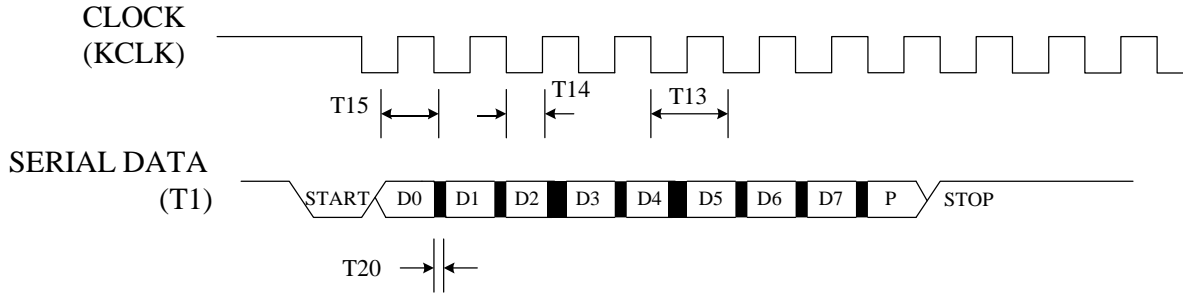 CLOCK
(KCLK)
T15
T14
T13
SERIAL DATA
(T1)
START D0 D1 D2 D3 D4 D5 D6 D7 P STOP
T20